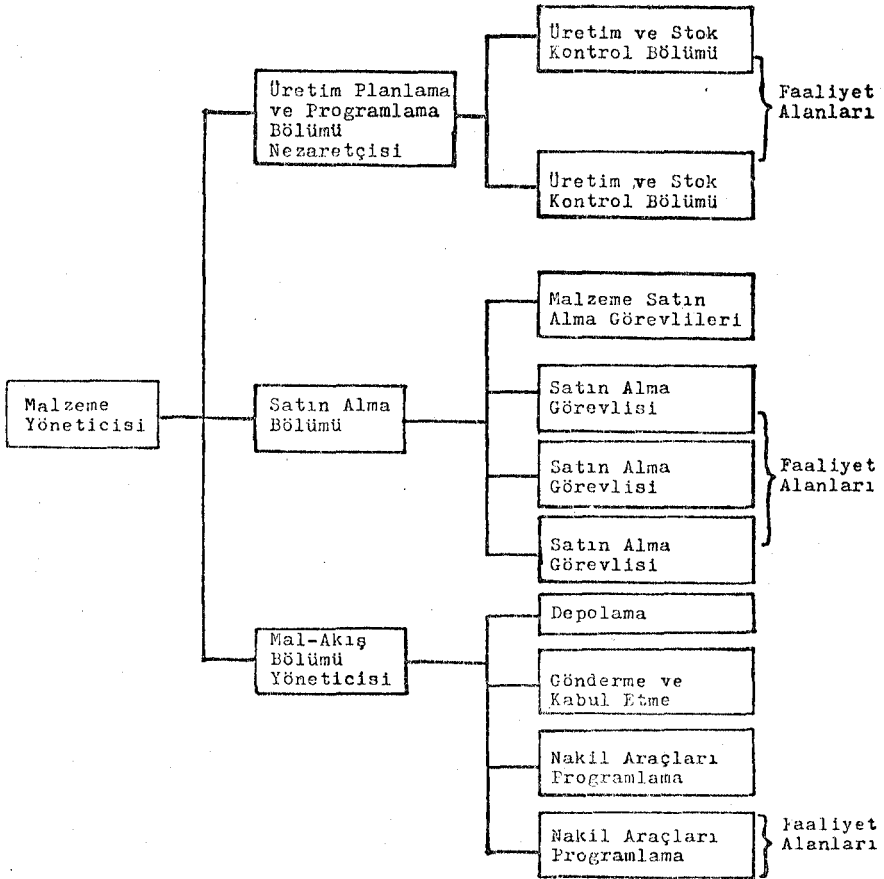 Üretim ve Stok
Kontrol Bölümü
Üretim Planlama
ve Programlama
Bölümü
Nezaretçisi
Faaliyet
Alanları
Üretim ve Stok
Kontrol Bölümü
Malzeme Satın
Alma Görevlileri
Malzeme
Yöneticisi
Satın Alma
Bölümü
Satın Alma
Görevlisi
Satın Alma
Görevlisi
Faaliyet
Alanları
Satın Alma
Görevlisi
Mal-Akış
Bölümü
Yöneticisi
Depolama
Gönderme ve
Kabul Etme
Nakil Araçları
Programlama
Nakil Araçları
Programlama
Faaliyet
Alanları